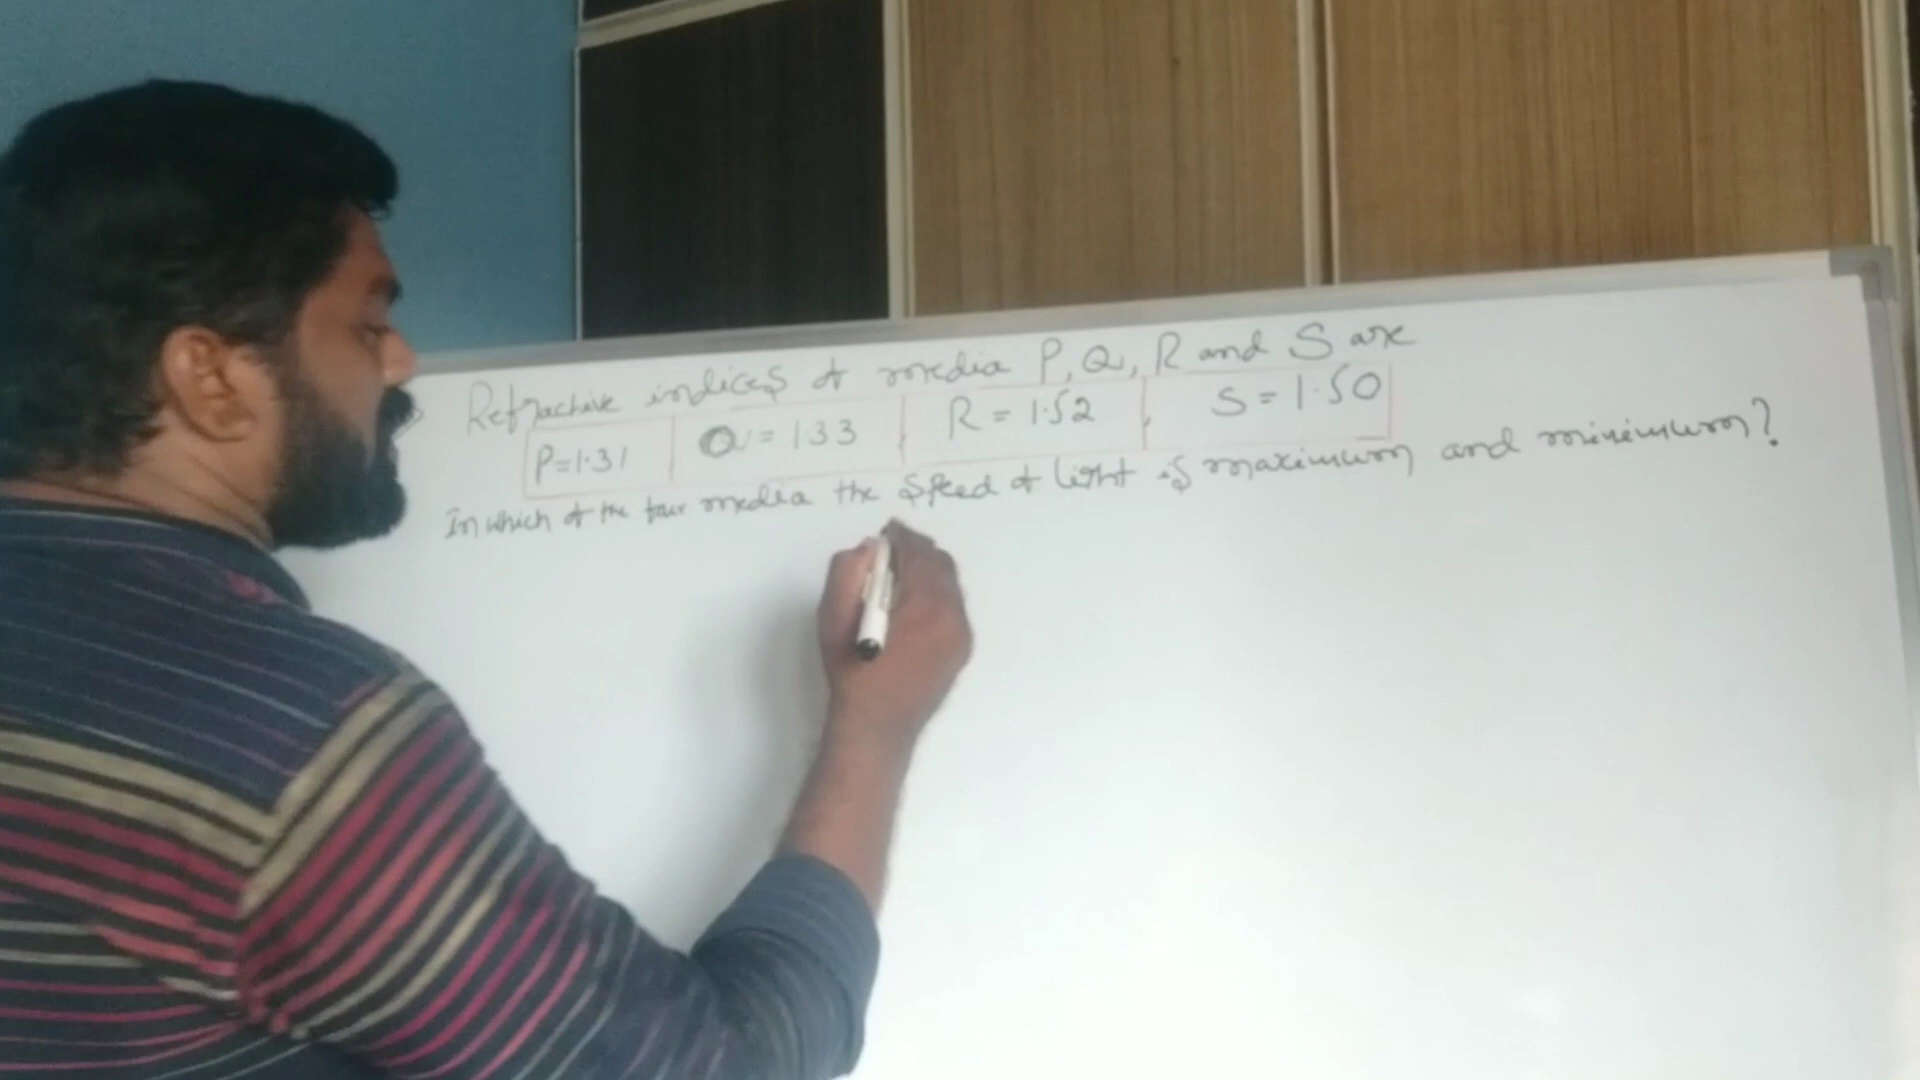 Refractive indices of media P, Q, R and S are
P=1.31 Q = 1.33, R = 1.52, S = 1.50
In which of the four media the speed of light is maximum and minimum?